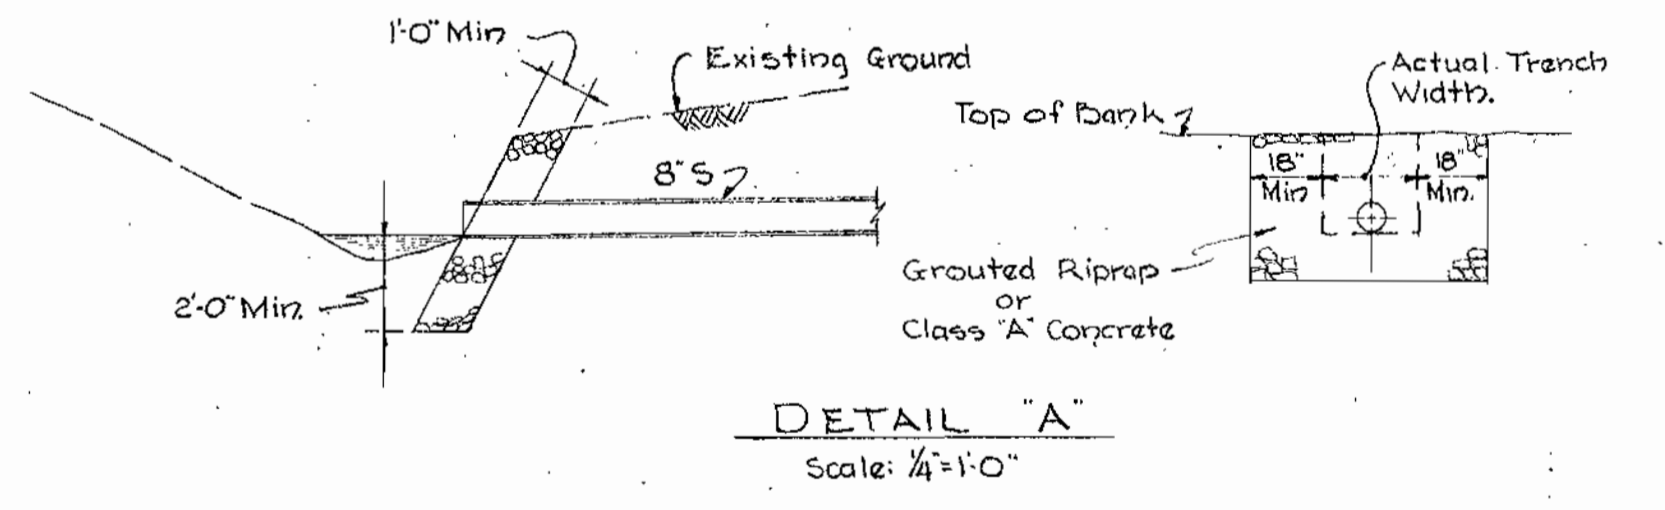 1'-0" Min
Existing Ground
8" S
2'-0" Min.
Top of Bank
Actual Trench
Width.
18"
Min
18"
Min.
Grouted Riprap
or
Class "A" Concrete
DETAIL "A"
Scale: 1/4"=1'-0"